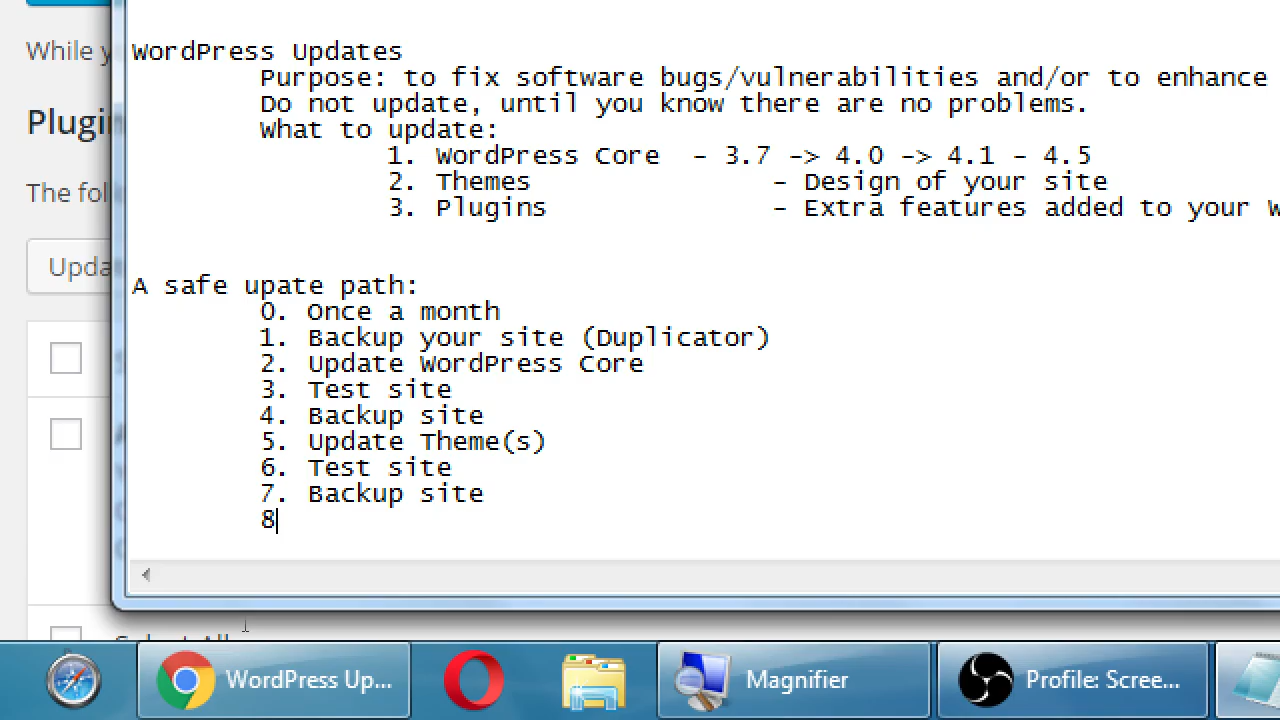 While y
WordPress Updates
Purpose: to fix software bugs/vulnerabilities and/or to enhance
Do not update, until you know there are no problems.
Plugin
What to update:
1. WordPress Core - 3.7 -> 4.0 -> 4.1 - 4.5
2. Themes - Design of your site
The fol
3. Plugins - Extra features added to your W
Upda
A safe upate path:
0. Once a month
1. Backup your site (Duplicator)
2. Update WordPress Core
3. Test site
4. Backup site
5. Update Theme(s)
6. Test site
7. Backup site
8
Select All
WordPress Up... Magnifier Profile: Scree...